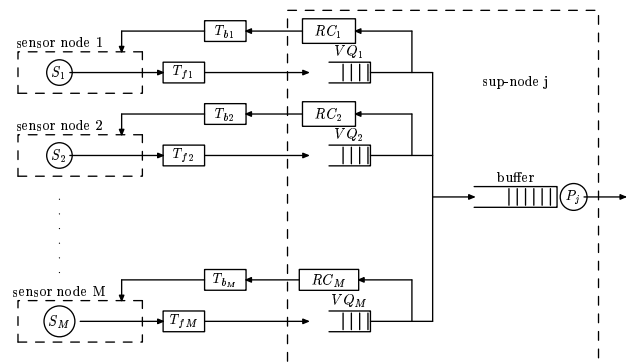 T_{b1} RC_1
sensor node 1
VQ_1
S_1 T_{f1}
sup-node j
T_{b2} RC_2
sensor node 2
VQ_2
S_2 T_{f2}
buffer
P_j
T_{b_M} RC_M
sensor node M
VQ_M
S_M T_{fM}